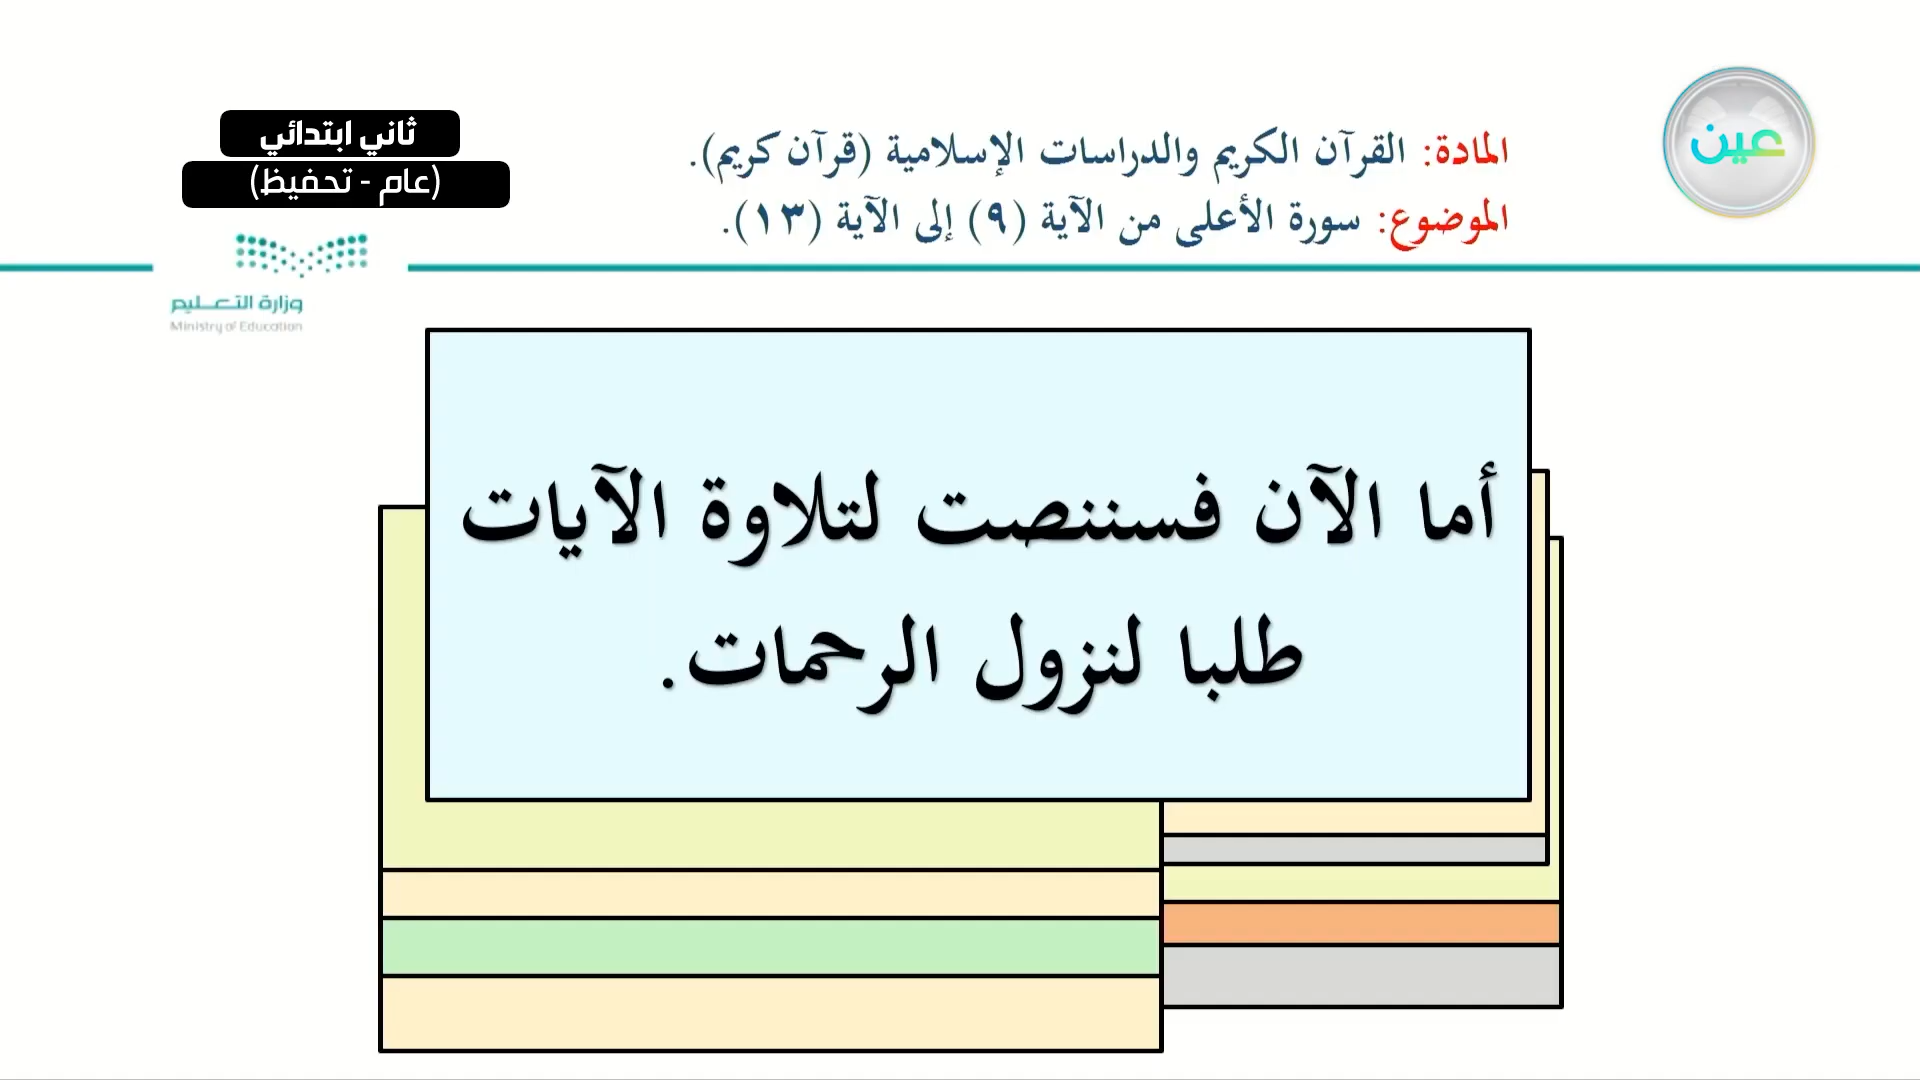 المادة: القرآن الكريم والدراسات الإسلامية (قرآن كريم).
الموضوع: سورة الأعلى من الآية (٩) إلى الآية (١٣).
عين
ثاني ابتدائي
(عام - تحفيظ)
وزارة التعليم
Ministry of Education
أما الآن فسننصت لتلاوة الآيات
طلبا لنزول الرحمات.